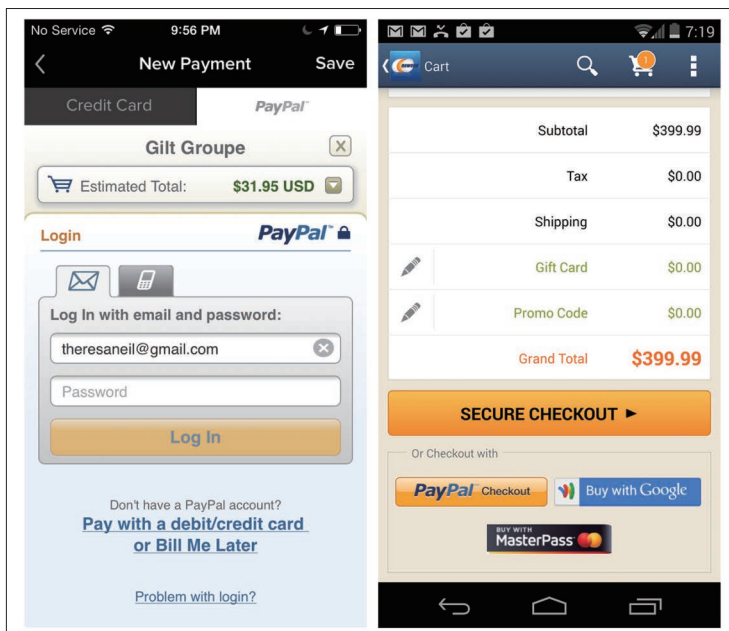 No Service 9:56 PM
New Payment Save
Credit Card PayPal™
Gilt Groupe X
Estimated Total: $31.95 USD
Login PayPal™
Log In with email and password:
theresaneil@gmail.com
Password
Log In
Don't have a PayPal account?
Pay with a debit/credit card
or Bill Me Later
Problem with login?
7:19
Cart 1
Subtotal $399.99
Tax $0.00
Shipping $0.00
Gift Card $0.00
Promo Code $0.00
Grand Total $399.99
SECURE CHECKOUT ►
Or Checkout with
PayPal™ Checkout Buy with Google
BUY WITH
MasterPass